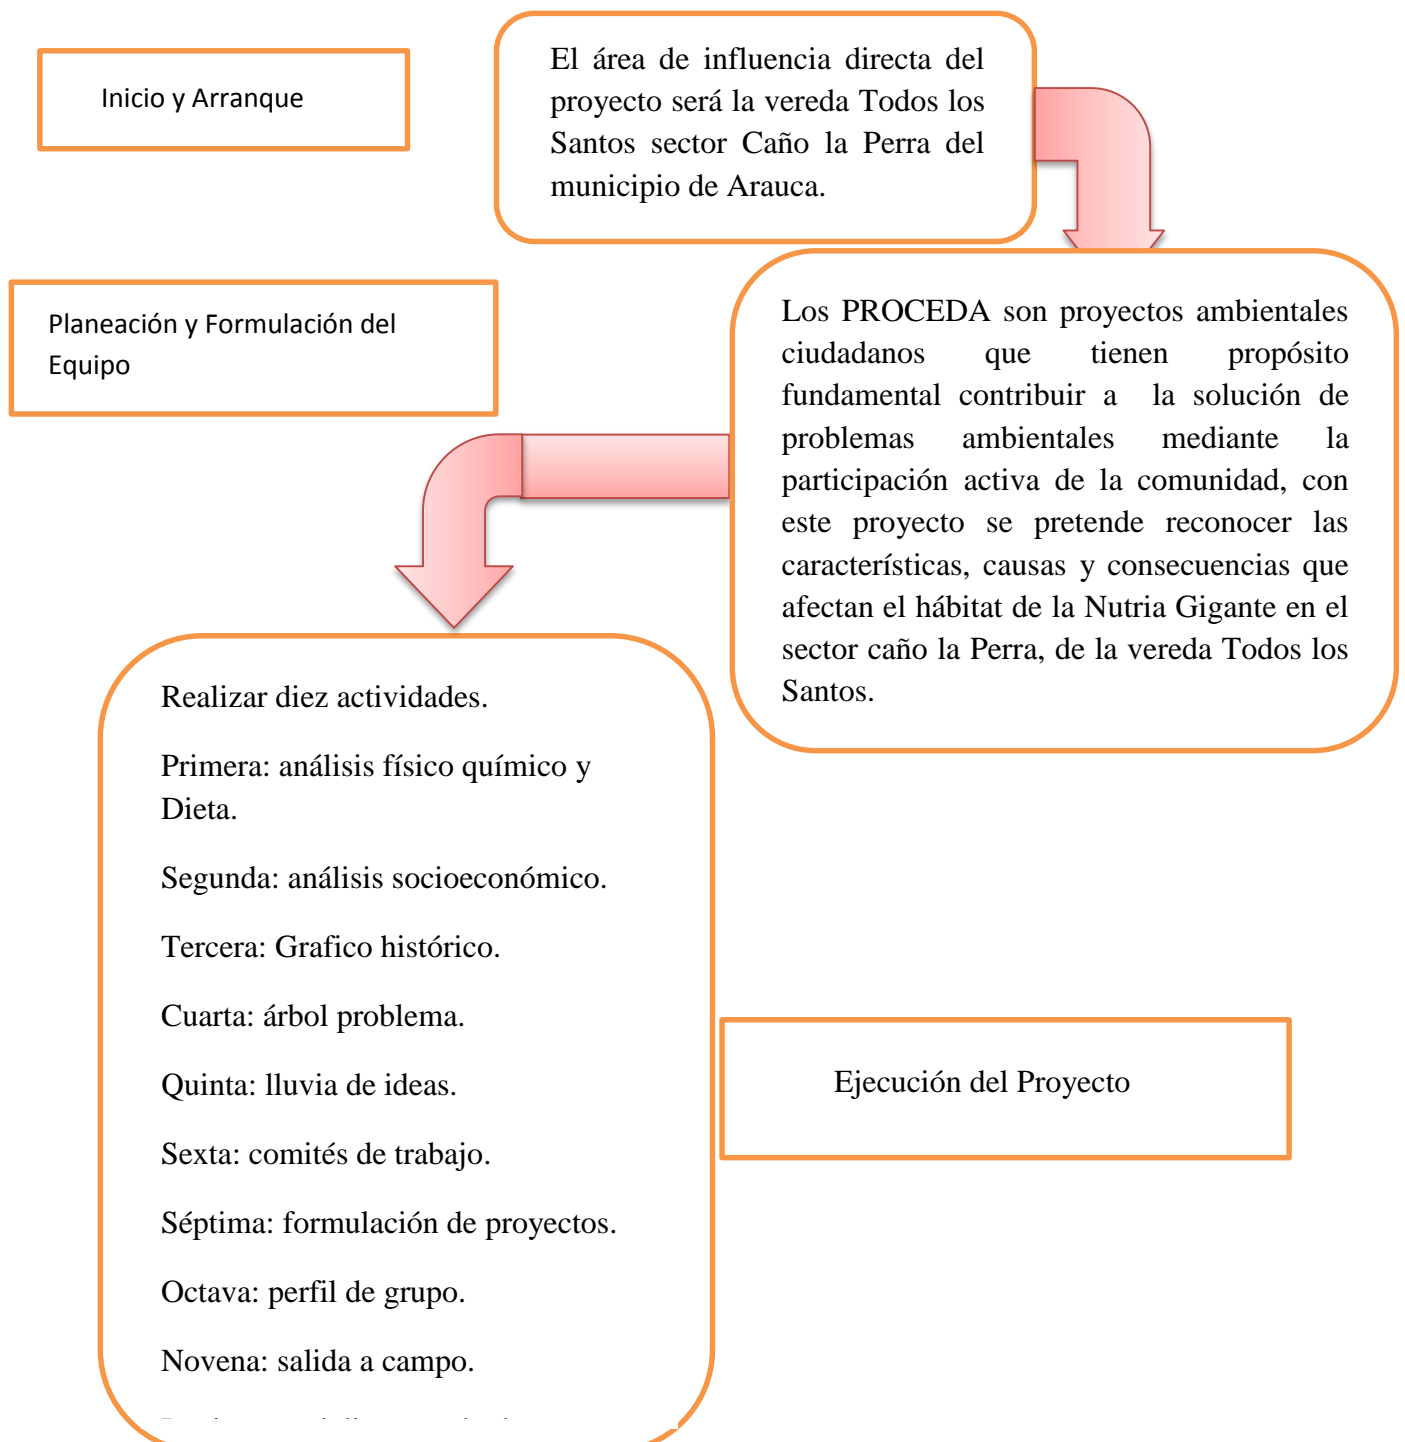 Inicio y Arranque
El área de influencia directa del
proyecto será la vereda Todos los
Santos sector Caño la Perra del
municipio de Arauca.
Planeación y Formulación del
Equipo
Los PROCEDA son proyectos ambientales
ciudadanos que tienen propósito
fundamental contribuir a la solución de
problemas ambientales mediante la
participación activa de la comunidad, con
este proyecto se pretende reconocer las
características, causas y consecuencias que
afectan el hábitat de la Nutria Gigante en el
sector caño la Perra, de la vereda Todos los
Santos.
Realizar diez actividades.
Primera: análisis físico químico y
Dieta.
Segunda: análisis socioeconómico.
Tercera: Grafico histórico.
Cuarta: árbol problema.
Quinta: lluvia de ideas.
Sexta: comités de trabajo.
Séptima: formulación de proyectos.
Octava: perfil de grupo.
Novena: salida a campo.
Ejecución del Proyecto